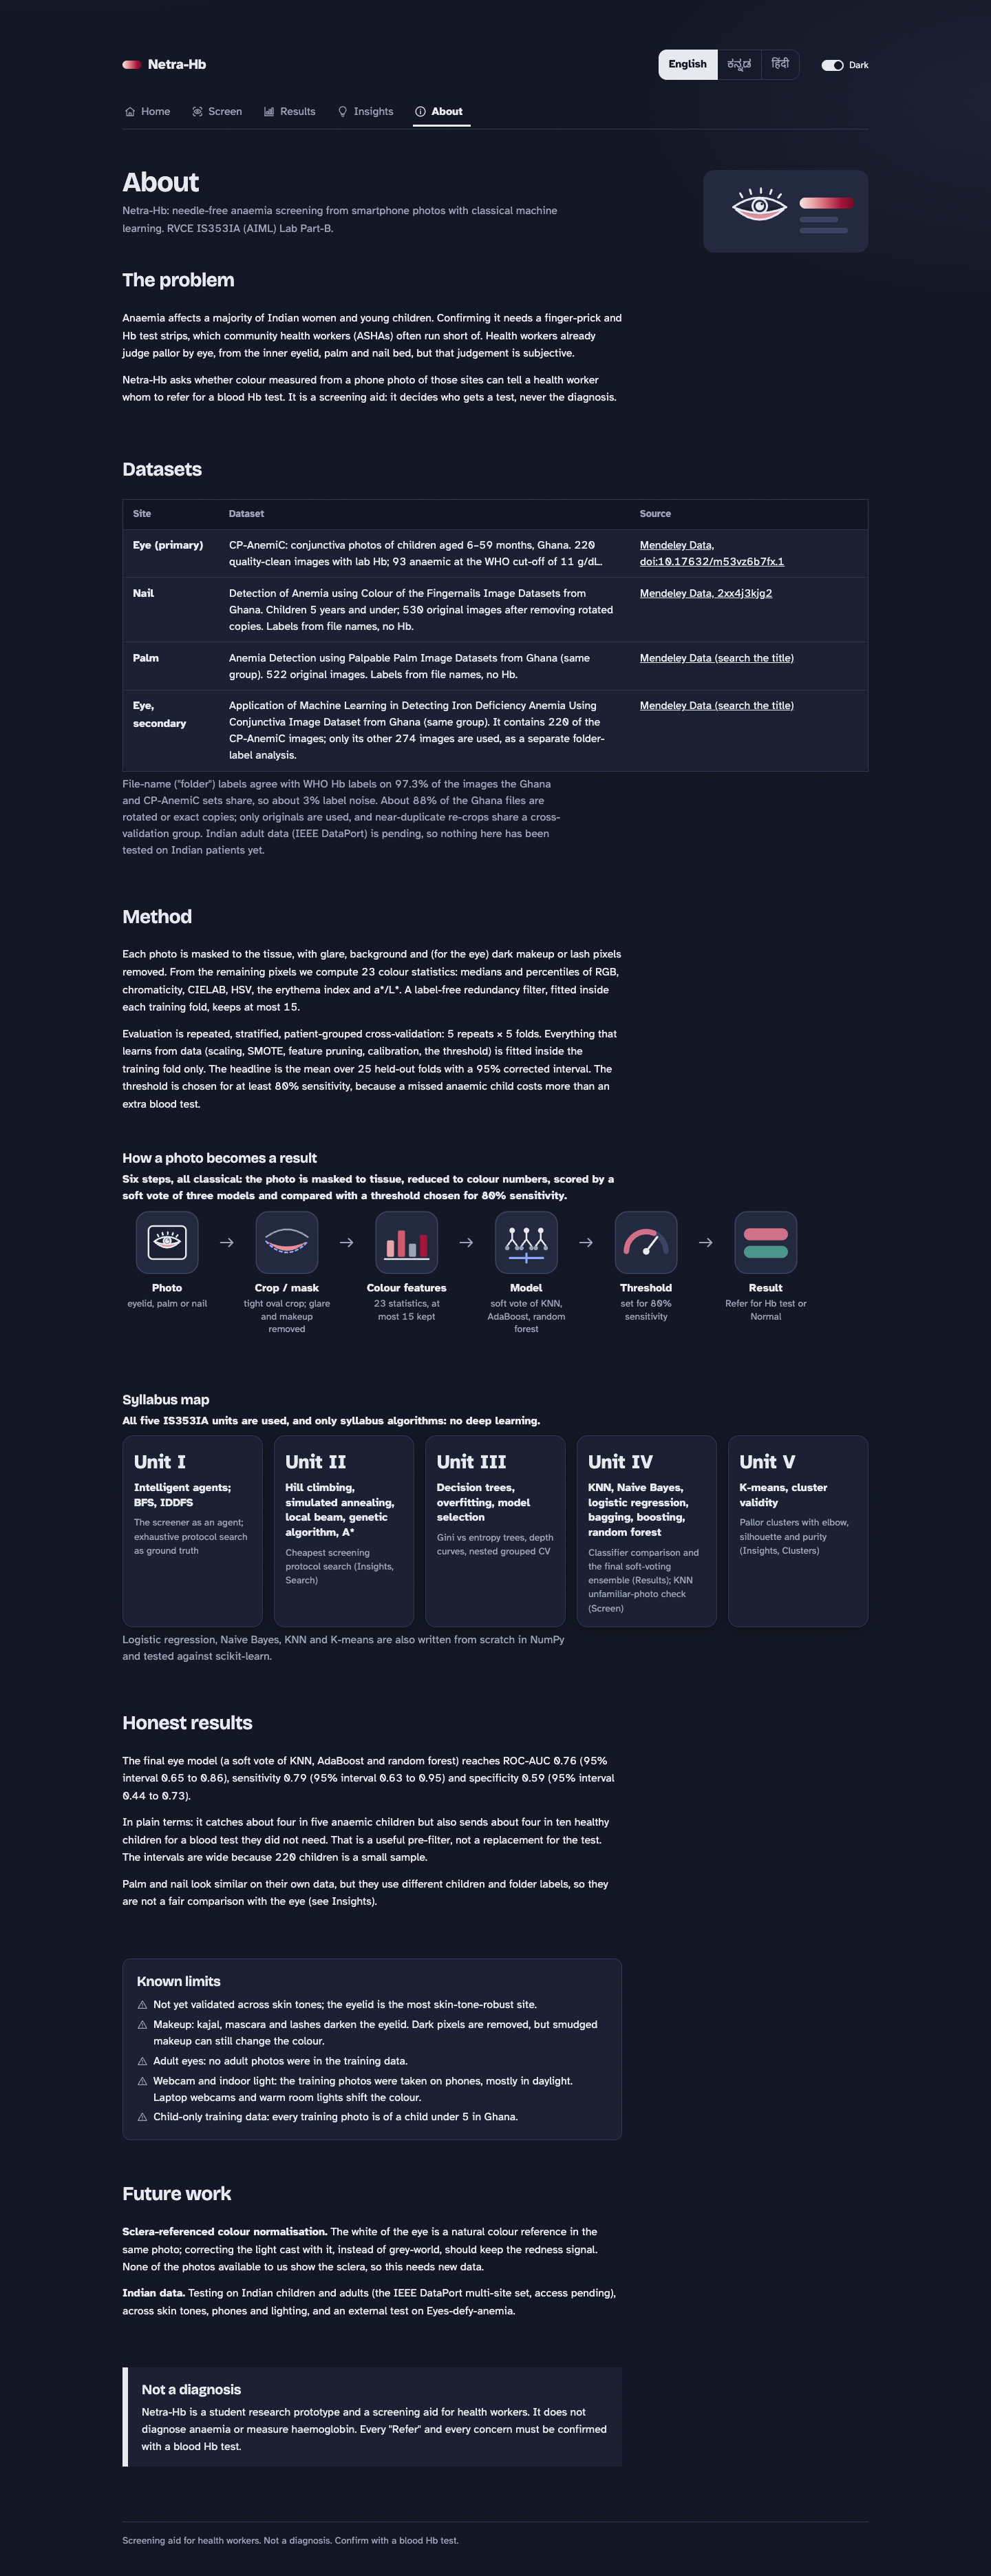 Netra-Hb
English
ಕನ್ನಡ
हिंदी
Dark
Home
Screen
Results
Insights
About
About
Netra-Hb: needle-free anaemia screening from smartphone photos with classical machine
learning. RVCE IS353IA (AIML) Lab Part-B.
The problem
Anaemia affects a majority of Indian women and young children. Confirming it needs a finger-prick and
Hb test strips, which community health workers (ASHAs) often run short of. Health workers already
judge pallor by eye, from the inner eyelid, palm and nail bed, but that judgement is subjective.
Netra-Hb asks whether colour measured from a phone photo of those sites can tell a health worker
whom to refer for a blood Hb test. It is a screening aid: it decides who gets a test, never the diagnosis.
Datasets
Site
Dataset
Source
Eye (primary)
CP-AnemiC: conjunctiva photos of children aged 6–59 months, Ghana. 220
quality-clean images with lab Hb; 93 anaemic at the WHO cut-off of 11 g/dL.
Mendeley Data,
doi:10.17632/m53vz6b7fx.1
Nail
Detection of Anemia using Colour of the Fingernails Image Datasets from
Ghana. Children 5 years and under; 530 original images after removing rotated
copies. Labels from file names, no Hb.
Mendeley Data, 2xx4j3kjg2
Palm
Anemia Detection using Palpable Palm Image Datasets from Ghana (same
group). 522 original images. Labels from file names, no Hb.
Mendeley Data (search the title)
Eye,
secondary
Application of Machine Learning in Detecting Iron Deficiency Anemia Using
Conjunctiva Image Dataset from Ghana (same group). It contains 220 of the
CP-AnemiC images; only its other 274 images are used, as a separate folder-
label analysis.
Mendeley Data (search the title)
File-name ("folder") labels agree with WHO Hb labels on 97.3% of the images the Ghana
and CP-AnemiC sets share, so about 3% label noise. About 88% of the Ghana files are
rotated or exact copies; only originals are used, and near-duplicate re-crops share a cross-
validation group. Indian adult data (IEEE DataPort) is pending, so nothing here has been
tested on Indian patients yet.
Method
Each photo is masked to the tissue, with glare, background and (for the eye) dark makeup or lash pixels
removed. From the remaining pixels we compute 23 colour statistics: medians and percentiles of RGB,
chromaticity, CIELAB, HSV, the erythema index and a*/L*. A label-free redundancy filter, fitted inside
each training fold, keeps at most 15.
Evaluation is repeated, stratified, patient-grouped cross-validation: 5 repeats × 5 folds. Everything that
learns from data (scaling, SMOTE, feature pruning, calibration, the threshold) is fitted inside the
training fold only. The headline is the mean over 25 held-out folds with a 95% corrected interval. The
threshold is chosen for at least 80% sensitivity, because a missed anaemic child costs more than an
extra blood test.
How a photo becomes a result
Six steps, all classical: the photo is masked to tissue, reduced to colour numbers, scored by a
soft vote of three models and compared with a threshold chosen for 80% sensitivity.
Photo
eyelid, palm or nail
Crop / mask
tight oval crop; glare
and makeup
removed
Colour features
23 statistics, at
most 15 kept
Model
soft vote of KNN,
AdaBoost, random
forest
Threshold
set for 80%
sensitivity
Result
Refer for Hb test or
Normal
Syllabus map
All five IS353IA units are used, and only syllabus algorithms: no deep learning.
Unit I
Intelligent agents;
BFS, IDDFS
The screener as an agent;
exhaustive protocol search
as ground truth
Unit II
Hill climbing,
simulated annealing,
local beam, genetic
algorithm, A*
Cheapest screening
protocol search (Insights,
Search)
Unit III
Decision trees,
overfitting, model
selection
Gini vs entropy trees, depth
curves, nested grouped CV
Unit IV
KNN, Naive Bayes,
logistic regression,
bagging, boosting,
random forest
Classifier comparison and
the final soft-voting
ensemble (Results); KNN
unfamiliar-photo check
(Screen)
Unit V
K-means, cluster
validity
Pallor clusters with elbow,
silhouette and purity
(Insights, Clusters)
Logistic regression, Naive Bayes, KNN and K-means are also written from scratch in NumPy
and tested against scikit-learn.
Honest results
The final eye model (a soft vote of KNN, AdaBoost and random forest) reaches ROC-AUC 0.76 (95%
interval 0.65 to 0.86), sensitivity 0.79 (95% interval 0.63 to 0.95) and specificity 0.59 (95% interval
0.44 to 0.73).
In plain terms: it catches about four in five anaemic children but also sends about four in ten healthy
children for a blood test they did not need. That is a useful pre-filter, not a replacement for the test.
The intervals are wide because 220 children is a small sample.
Palm and nail look similar on their own data, but they use different children and folder labels, so they
are not a fair comparison with the eye (see Insights).
Known limits
Not yet validated across skin tones; the eyelid is the most skin-tone-robust site.
Makeup: kajal, mascara and lashes darken the eyelid. Dark pixels are removed, but smudged
makeup can still change the colour.
Adult eyes: no adult photos were in the training data.
Webcam and indoor light: the training photos were taken on phones, mostly in daylight.
Laptop webcams and warm room lights shift the colour.
Child-only training data: every training photo is of a child under 5 in Ghana.
Future work
Sclera-referenced colour normalisation. The white of the eye is a natural colour reference in the
same photo; correcting the light cast with it, instead of grey-world, should keep the redness signal.
None of the photos available to us show the sclera, so this needs new data.
Indian data. Testing on Indian children and adults (the IEEE DataPort multi-site set, access pending),
across skin tones, phones and lighting, and an external test on Eyes-defy-anemia.
Not a diagnosis
Netra-Hb is a student research prototype and a screening aid for health workers. It does not
diagnose anaemia or measure haemoglobin. Every "Refer" and every concern must be confirmed
with a blood Hb test.
Screening aid for health workers. Not a diagnosis. Confirm with a blood Hb test.